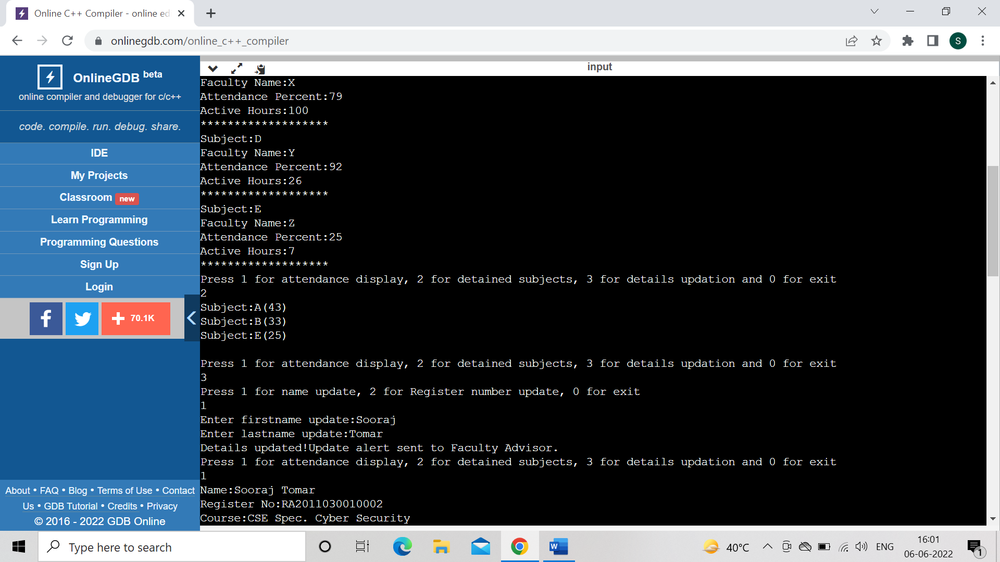 Online C++ Compiler - online ed
onlinegdb.com/online_c++_compiler
S
OnlineGDB beta
online compiler and debugger for c/c++
code. compile. run. debug. share.
IDE
My Projects
Classroom new
Learn Programming
Programming Questions
Sign Up
Login
f
+ 70.1K
<
About • FAQ • Blog • Terms of Use • Contact
Us • GDB Tutorial • Credits • Privacy
© 2016 - 2022 GDB Online
input
Faculty Name:X
Attendance Percent:79
Active Hours:100
*******************
Subject:D
Faculty Name:Y
Attendance Percent:92
Active Hours:26
*******************
Subject:E
Faculty Name:Z
Attendance Percent:25
Active Hours:7
*******************
Press 1 for attendance display, 2 for detained subjects, 3 for details updation and 0 for exit
2
Subject:A(43)
Subject:B(33)
Subject:E(25)
Press 1 for attendance display, 2 for detained subjects, 3 for details updation and 0 for exit
3
Press 1 for name update, 2 for Register number update, 0 for exit
1
Enter firstname update:Sooraj
Enter lastname update:Tomar
Details updated!Update alert sent to Faculty Advisor.
Press 1 for attendance display, 2 for detained subjects, 3 for details updation and 0 for exit
1
Name:Sooraj Tomar
Register No:RA2011030010002
Course:CSE Spec. Cyber Security
Type here to search
W
40°C
ENG
16:01
06-06-2022
1